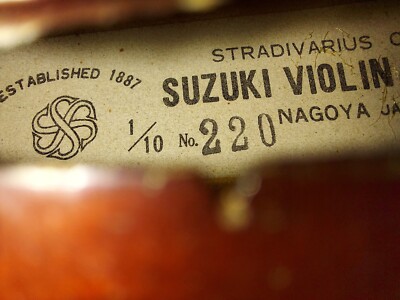 STRADIVARIUS
ESTABLISHED 1887
SUZUKI VIOLIN
1/10 No. 220
NAGOYA